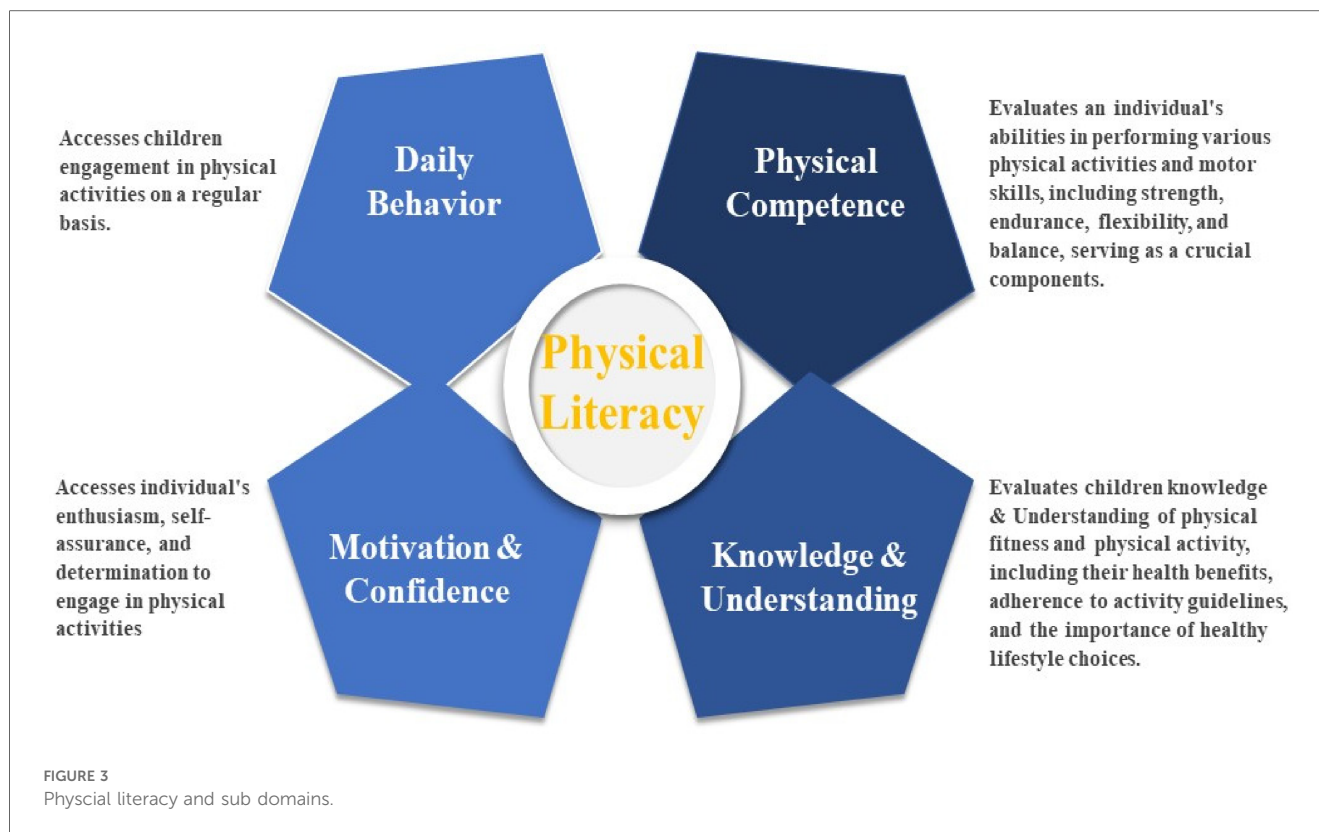 Accesses children
engagement in physical
activities on a regular
basis.
Daily
Behavior
Physical
Competence
Evaluates an individual's
abilities in performing various
physical activities and motor
skills, including strength,
endurance, flexibility, and
balance, serving as a crucial
components.
Physical
Literacy
Accesses individual's
enthusiasm, self-
assurance, and
determination to
engage in physical
activities
Motivation &
Confidence
Knowledge &
Understanding
Evaluates children knowledge
& Understanding of physical
fitness and physical activity,
including their health benefits,
adherence to activity guidelines,
and the importance of healthy
lifestyle choices.
FIGURE 3
Physcial literacy and sub domains.